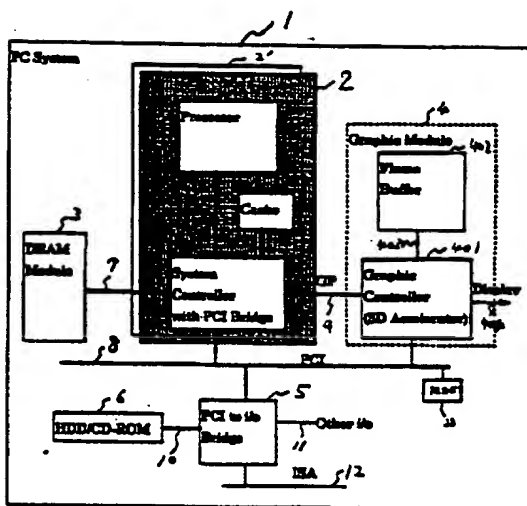 1
PC System
2'
2
Processor
Cache
System
Controller
with PCI Bridge
3
DRAM
Module
7
4
Graphic Module
402
Buffer
401
Graphic
Controller
(3D Accelerator)
Display
9
8
PCI
5
PCI to i/o
Bridge
6
HDD/CD-ROM
10
11
Other i/o
ISA
12